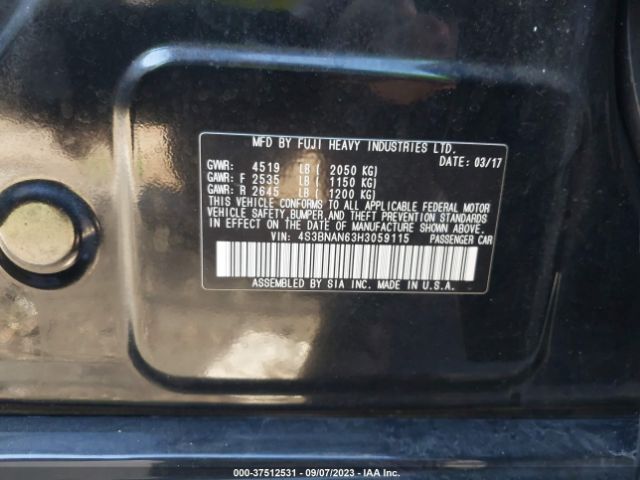 MFD BY FUJI HEAVY INDUSTRIES LTD.
DATE: 03/17
GVWR: 4519 LB ( 2050 KG)
GAWR: F 2535 LB ( 1150 KG)
GAWR: R 2645 LB ( 1200 KG)
THIS VEHICLE CONFORMS TO ALL APPLICABLE FEDERAL MOTOR
VEHICLE SAFETY, BUMPER, AND THEFT PREVENTION STANDARDS
IN EFFECT ON THE DATE OF MANUFACTURE SHOWN ABOVE.
VIN: 4S3BNAN63H3059115 PASSENGER CAR
ASSEMBLED BY SIA INC. MADE IN U.S.A.
000-37512531 - 09/07/2023 - IAA Inc.